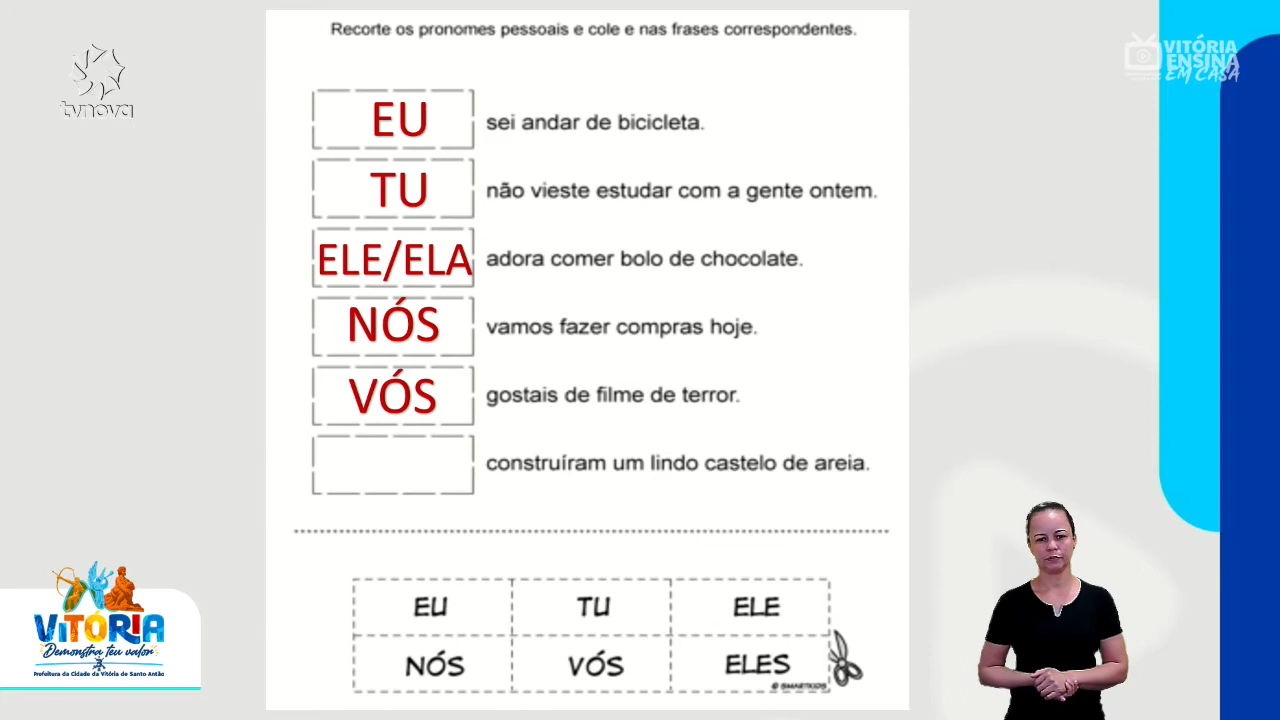 Recorte os pronomes pessoais e cole e nas frases correspondentes.
tvnova
VITÓRIA
ENSINA
EM CASA
EU sei andar de bicicleta.
TU não vieste estudar com a gente ontem.
ELE/ELA adora comer bolo de chocolate.
NÓS vamos fazer compras hoje.
VÓS gostais de filme de terror.
construíram um lindo castelo de areia.
EU TU ELE
NÓS VÓS ELES
© SMARTKIDS
VITÓRIA
Demonstra teu valor
Prefeitura da Cidade da Vitória de Santo Antão